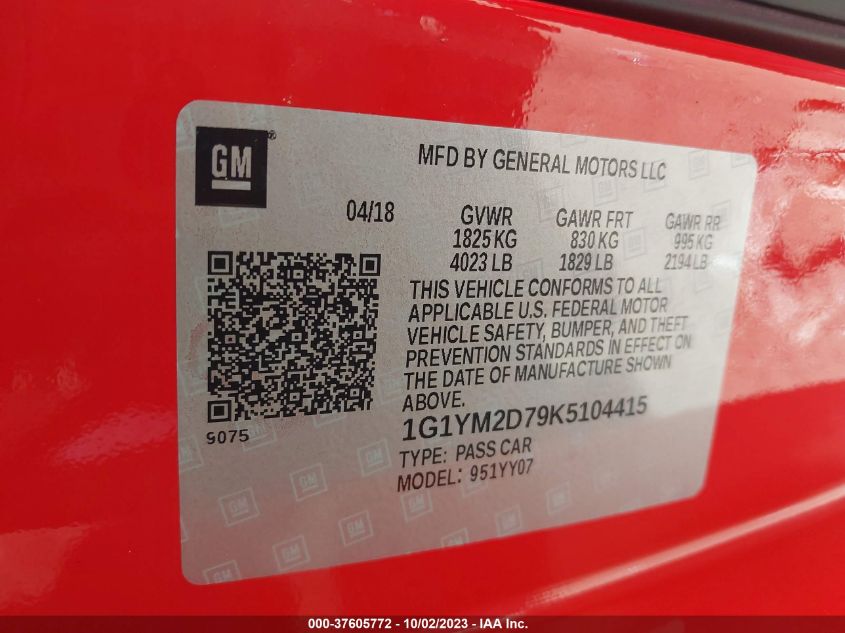 GM®
MFD BY GENERAL MOTORS LLC
04/18 GVWR GAWR FRT GAWR RR
1825 KG 830 KG 995 KG
4023 LB 1829 LB 2194 LB
THIS VEHICLE CONFORMS TO ALL
APPLICABLE U.S. FEDERAL MOTOR
VEHICLE SAFETY, BUMPER, AND THEFT
PREVENTION STANDARDS IN EFFECT ON
THE DATE OF MANUFACTURE SHOWN
ABOVE.
9075
1G1YM2D79K5104415
TYPE: PASS CAR
MODEL: 951YY07
000-37605772 - 10/02/2023 - IAA Inc.